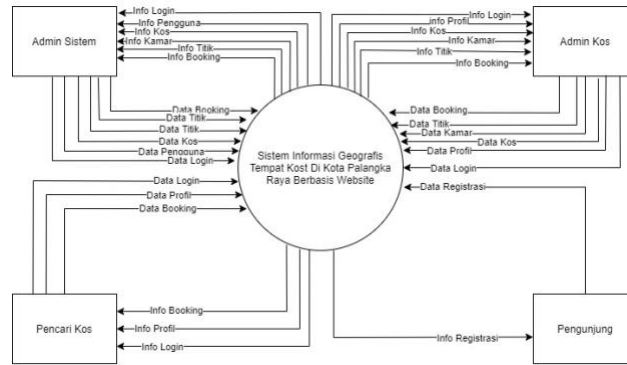 Info Login
Info Pengguna
Info Kos
Info Kamar
Info Titik
Info Booking
Admin Sistem
Info Login
info Profil
Info Kos
Info Kamar
Info Titik
Info Booking
Admin Kos
Data Booking
Data Titik
Data Titik
Data Kos
Data Pengguna
Data Login
Sistem Informasi Geografis
Tempat Kost Di Kota Palangka
Raya Berbasis Website
Data Booking
Data Titik
Data Kamar
Data Kos
Data Profil
Data Login
Data Login
Data Profil
Data Booking
Data Registrasi
Pencari Kos
Info Booking
Info Profil
Info Login
Info Registrasi
Pengunjung